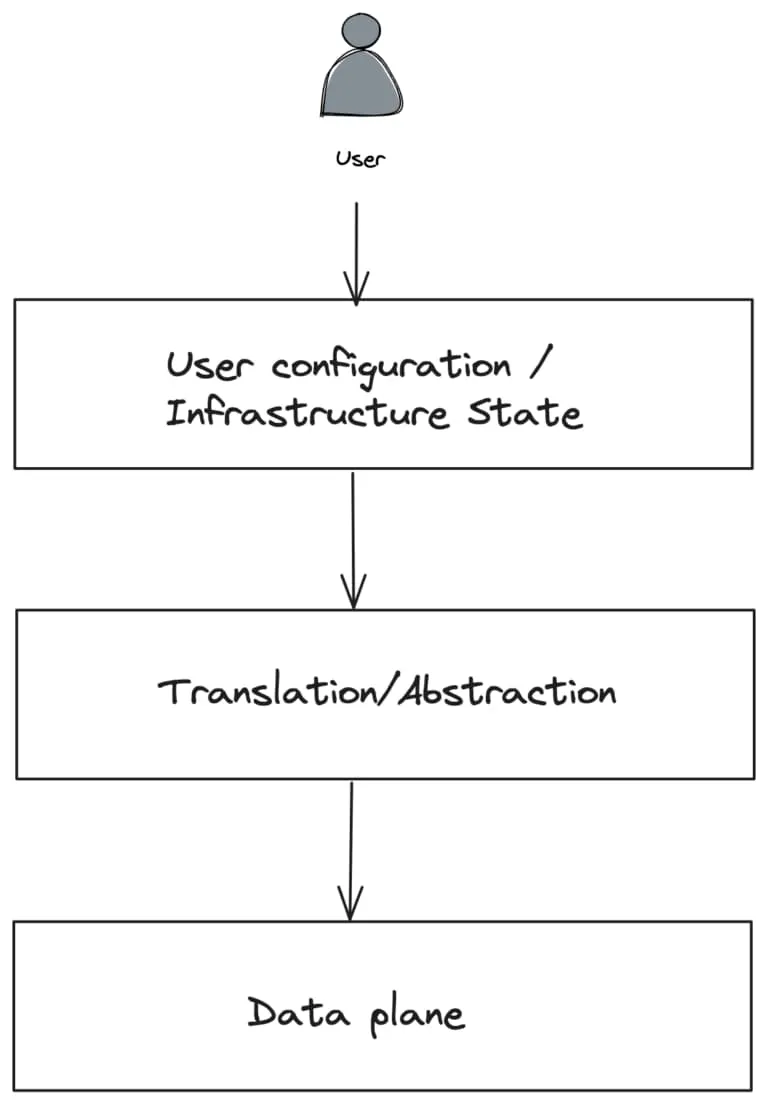 User
User configuration /
Infrastructure State
Translation/Abstraction
Data plane